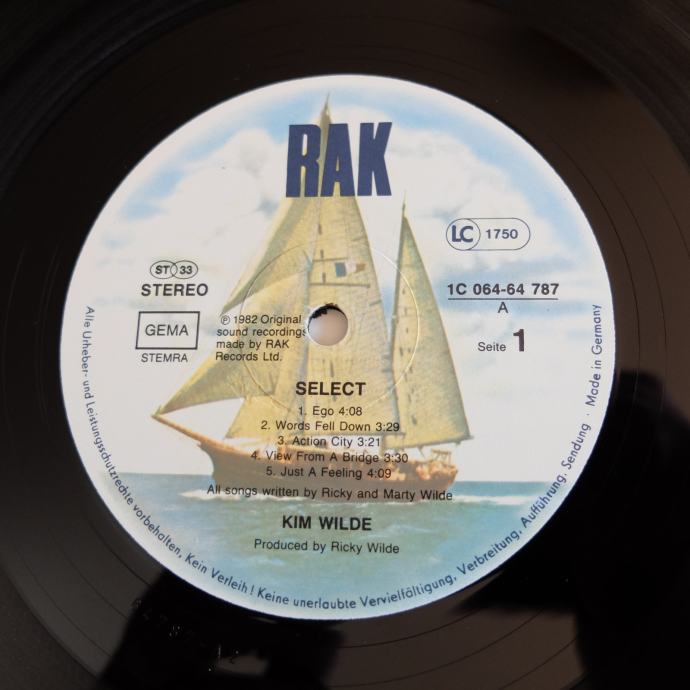 RAK
LC 1750
ST 33
STEREO
1C 064-64 787
A
GEMA
STEMRA
℗ 1982 Original
sound recordings
made by RAK
Records Ltd.
Seite 1
SELECT
1. Ego 4:08
2. Words Fell Down 3:29
3. Action City 3:21
4. View From A Bridge 3:30
5. Just A Feeling 4:09
All songs written by Ricky and Marty Wilde
KIM WILDE
Produced by Ricky Wilde
Alle Urheber- und Leistungsschutzrechte vorbehalten, Kein Verleih! Keine unerlaubte Vervielfältigung, Verbreitung, Aufführung, Sendung · Made in Germany